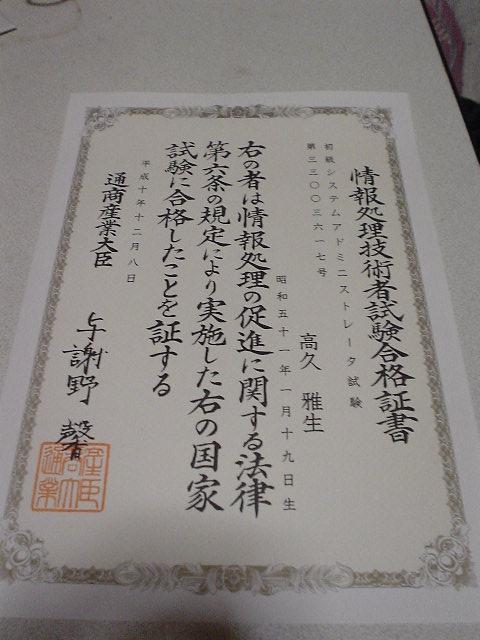 情報処理技術者試験合格証書
初級システムアドミニストレータ試験
第三三〇〇三六一七号
高久 雅生
昭和五十一年一月十九日生
右の者は情報処理の促進に関する法律
第六条の規定により実施した右の国家
試験に合格したことを証する
平成十年十二月八日
通商産業大臣
与謝野 馨